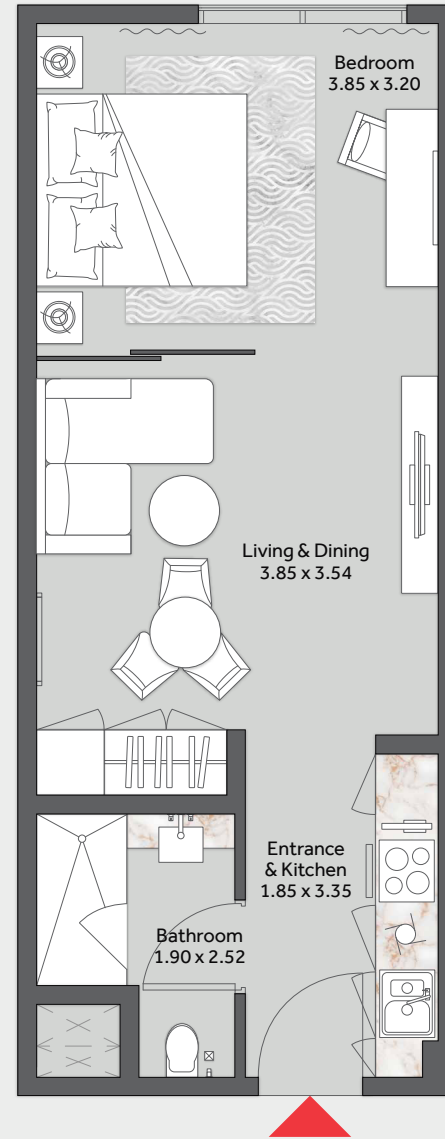 Bedroom
3.85 x 3.20
Living & Dining
3.85 x 3.54
Entrance
& Kitchen
1.85 x 3.35
Bathroom
1.90 x 2.52